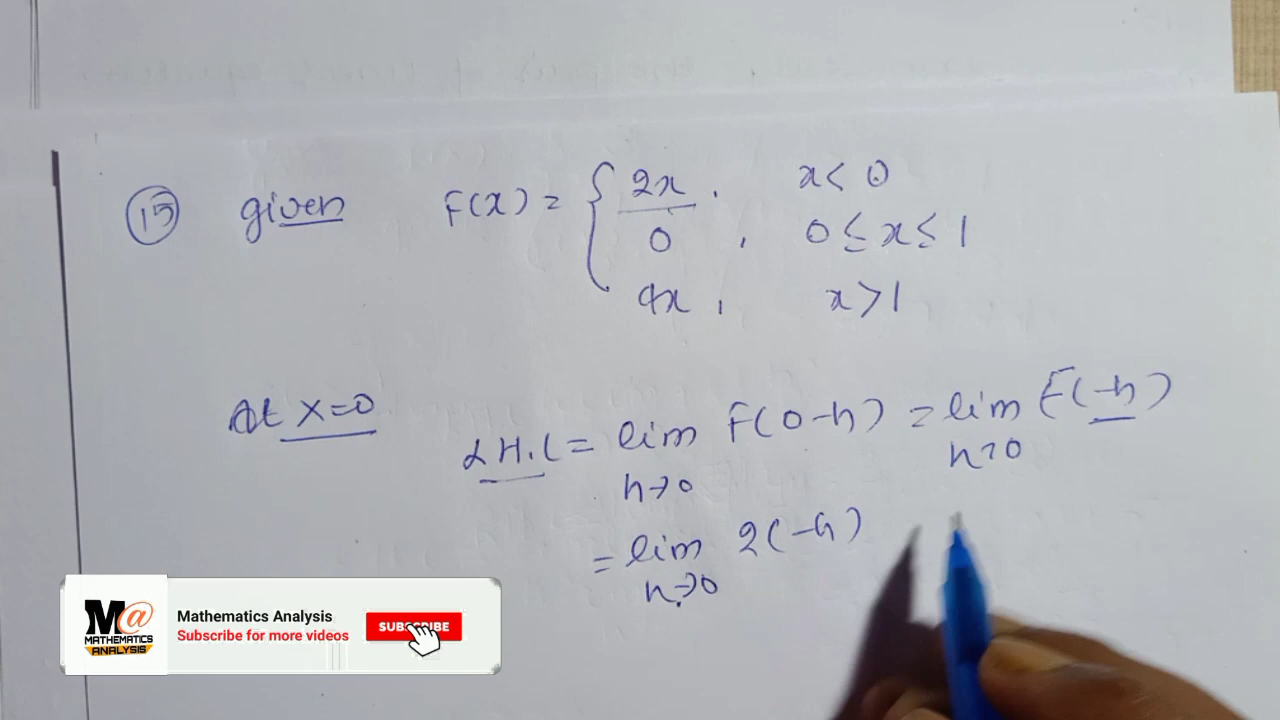 (15) given F(x) = { 2x , x < 0
0 , 0 ≤ x ≤ 1
4x , x > 1
At x=0 LH.L = lim F(0-h) = lim F(-h)
h→0 h→0
= lim 2(-h)
h→0
M@
MATHEMATICS
ANALYSIS
Mathematics Analysis
Subscribe for more videos
SUBSCRIBE